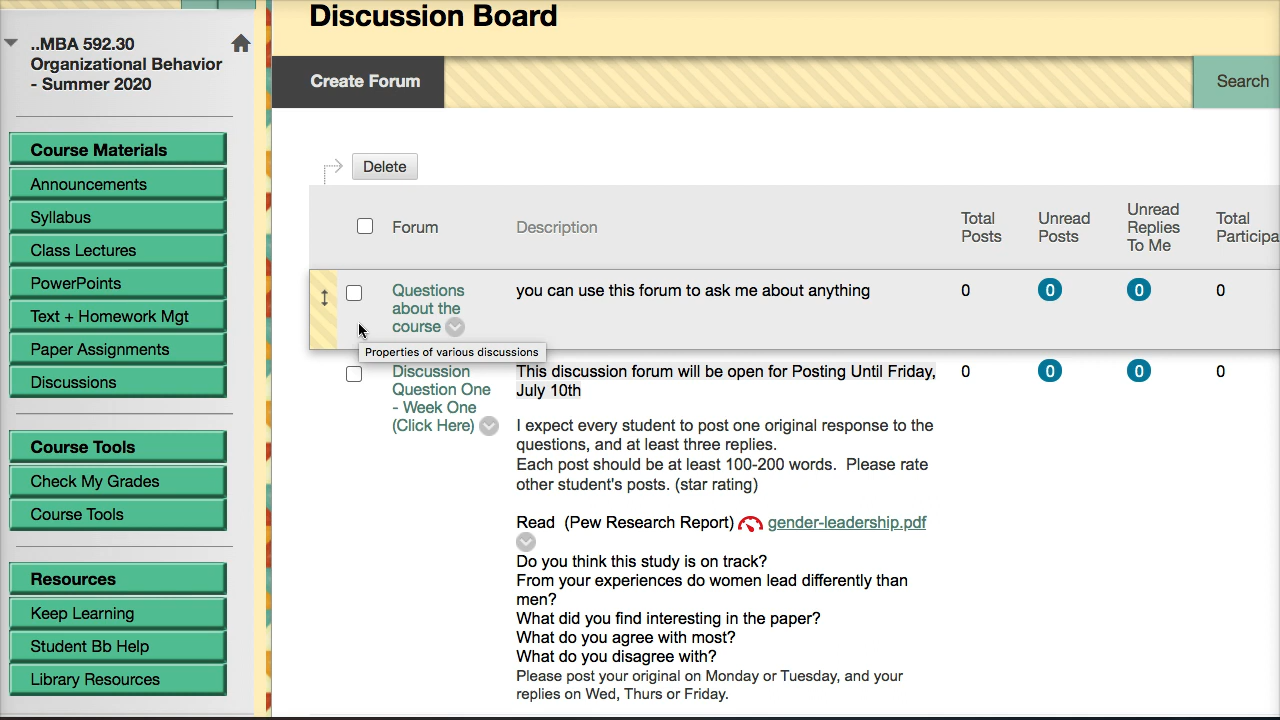 ..MBA 592.30
Organizational Behavior
- Summer 2020
Course Materials
Announcements
Syllabus
Class Lectures
PowerPoints
Text + Homework Mgt
Paper Assignments
Discussions
Course Tools
Check My Grades
Course Tools
Resources
Keep Learning
Student Bb Help
Library Resources
Discussion Board
Create Forum
Search
Delete
Forum
Description
Total
Posts
Unread
Posts
Unread
Replies
To Me
Total
Participa
Questions
about the
course
you can use this forum to ask me about anything
0
0
0
0
Properties of various discussions
Discussion
Question One
- Week One
(Click Here)
This discussion forum will be open for Posting Until Friday,
July 10th
0
0
0
0
I expect every student to post one original response to the
questions, and at least three replies.
Each post should be at least 100-200 words.  Please rate
other student's posts. (star rating)
Read  (Pew Research Report) gender-leadership.pdf
Do you think this study is on track?
From your experiences do women lead differently than
men?
What did you find interesting in the paper?
What do you agree with most?
What do you disagree with?
Please post your original on Monday or Tuesday, and your
replies on Wed, Thurs or Friday.